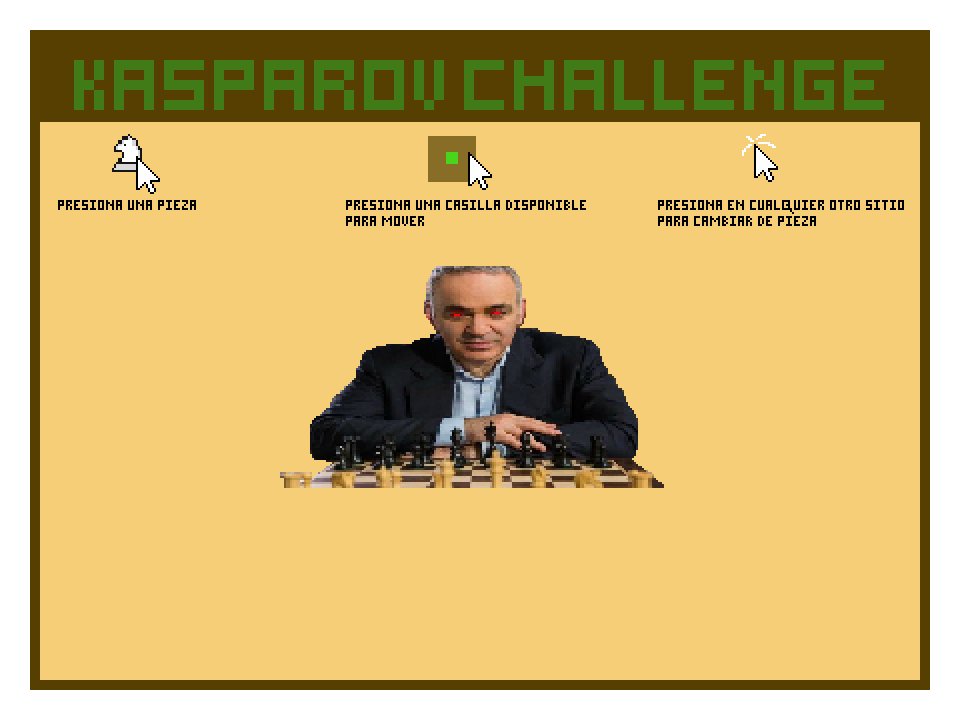 KASPAROV CHALLENGE
PRESIONA UNA PIEZA
PRESIONA UNA CASILLA DISPONIBLE
PARA MOVER
PRESIONA EN CUALQUIER OTRO SITIO
PARA CAMBIAR DE PIEZA